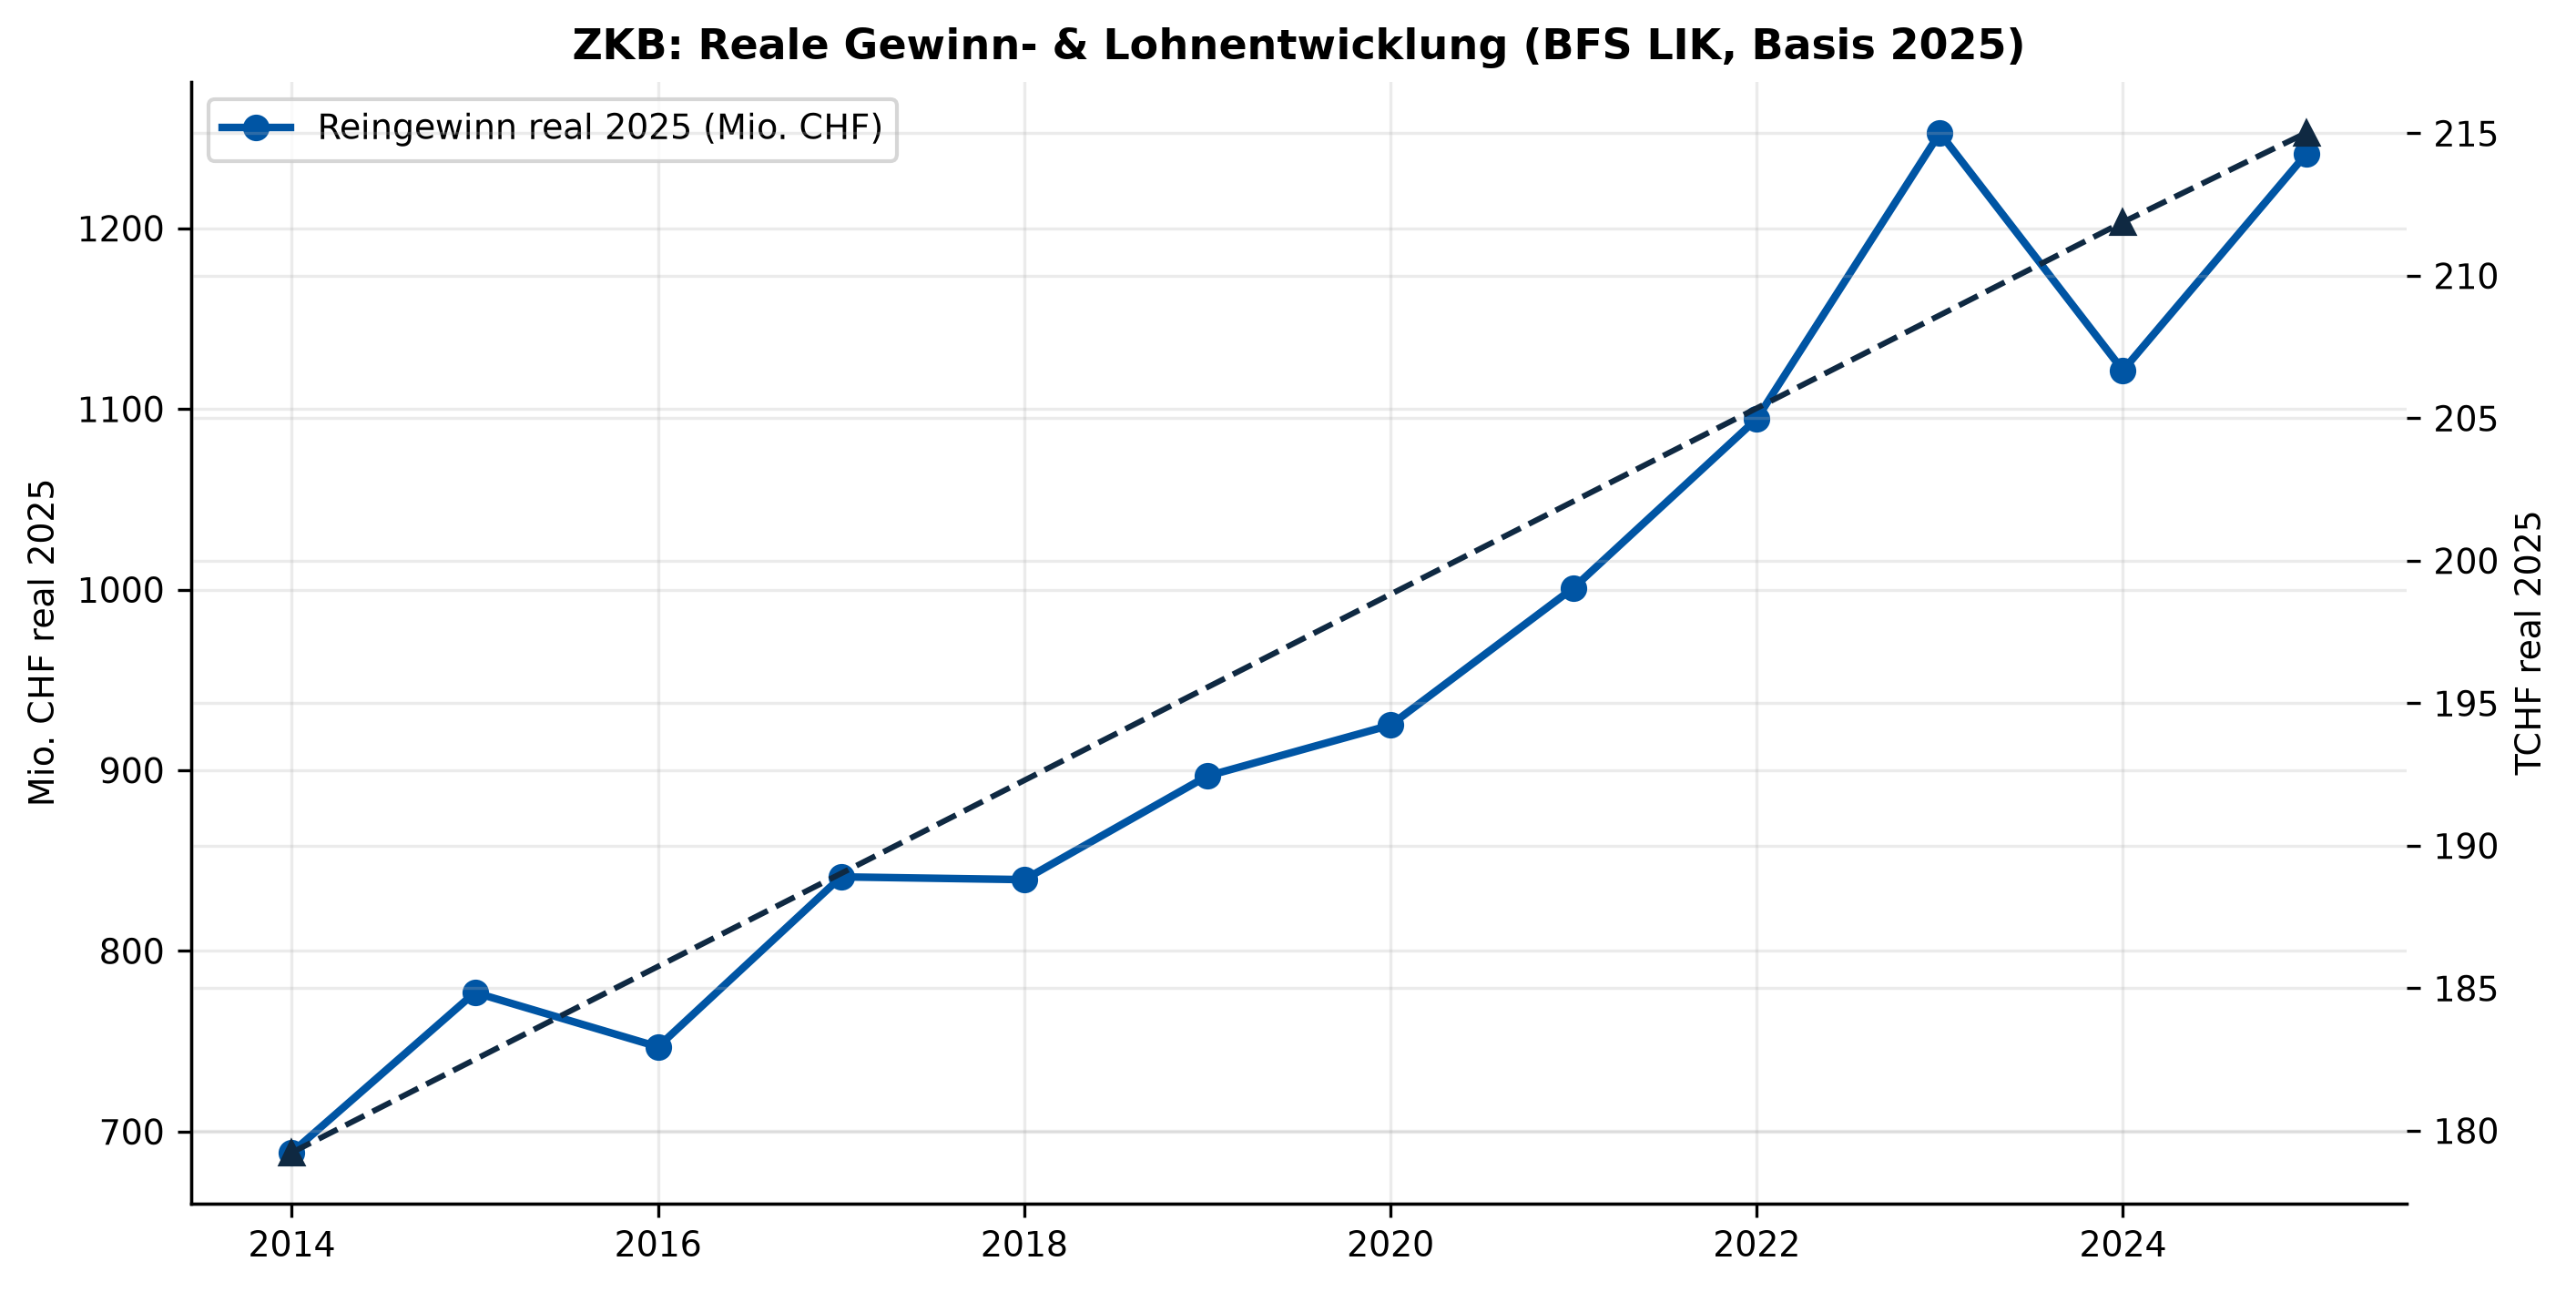 ZKB: Reale Gewinn- & Lohnentwicklung (BFS LIK, Basis 2025)
Reingewinn real 2025 (Mio. CHF)
Mio. CHF real 2025
1200
1100
1000
900
800
700
215
210
205
200
195
190
185
180
TCHF real 2025
2014 2016 2018 2020 2022 2024